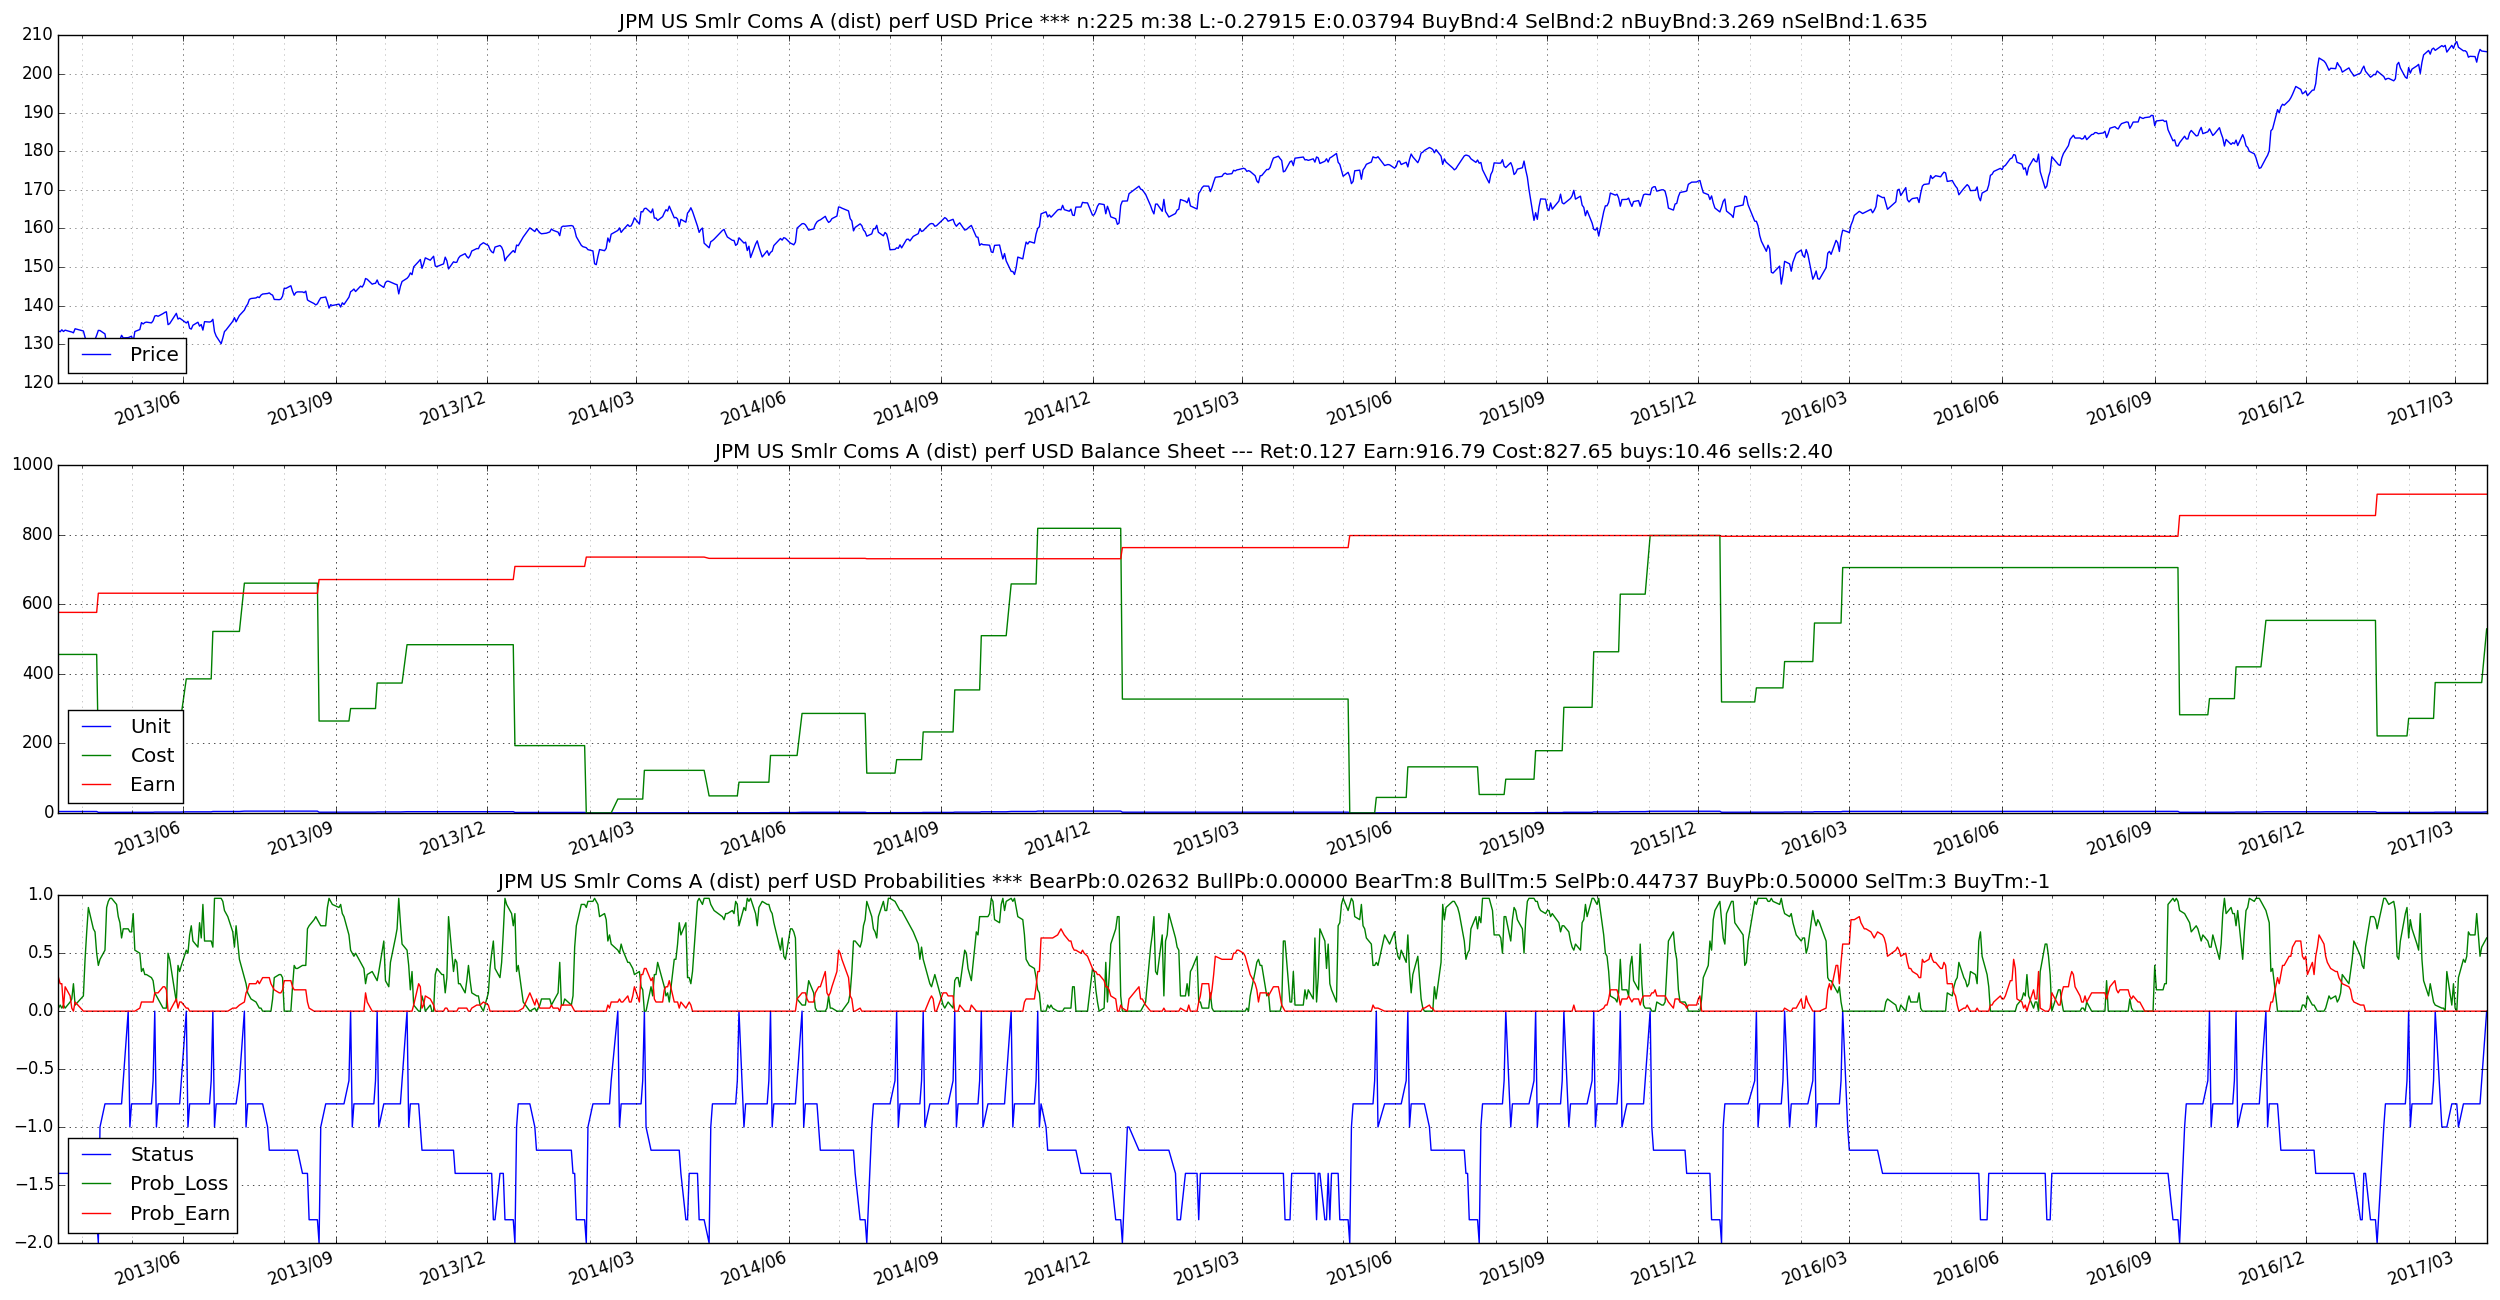 JPM US Smlr Coms A (dist) perf USD Price *** n:225 m:38 L:-0.27915 E:0.03794 BuyBnd:4 SelBnd:2 nBuyBnd:3.269 nSelBnd:1.635
210
200
190
180
170
160
150
140
130
120
Price
2013/06 2013/09 2013/12 2014/03 2014/06 2014/09 2014/12 2015/03 2015/06 2015/09 2015/12 2016/03 2016/06 2016/09 2016/12 2017/03
JPM US Smlr Coms A (dist) perf USD Balance Sheet --- Ret:0.127 Earn:916.79 Cost:827.65 buys:10.46 sells:2.40
1000
800
600
400
200
0
Unit
Cost
Earn
2013/06 2013/09 2013/12 2014/03 2014/06 2014/09 2014/12 2015/03 2015/06 2015/09 2015/12 2016/03 2016/06 2016/09 2016/12 2017/03
JPM US Smlr Coms A (dist) perf USD Probabilities *** BearPb:0.02632 BullPb:0.00000 BearTm:8 BullTm:5 SelPb:0.44737 BuyPb:0.50000 SelTm:3 BuyTm:-1
1.0
0.5
0.0
−0.5
−1.0
−1.5
−2.0
Status
Prob_Loss
Prob_Earn
2013/06 2013/09 2013/12 2014/03 2014/06 2014/09 2014/12 2015/03 2015/06 2015/09 2015/12 2016/03 2016/06 2016/09 2016/12 2017/03